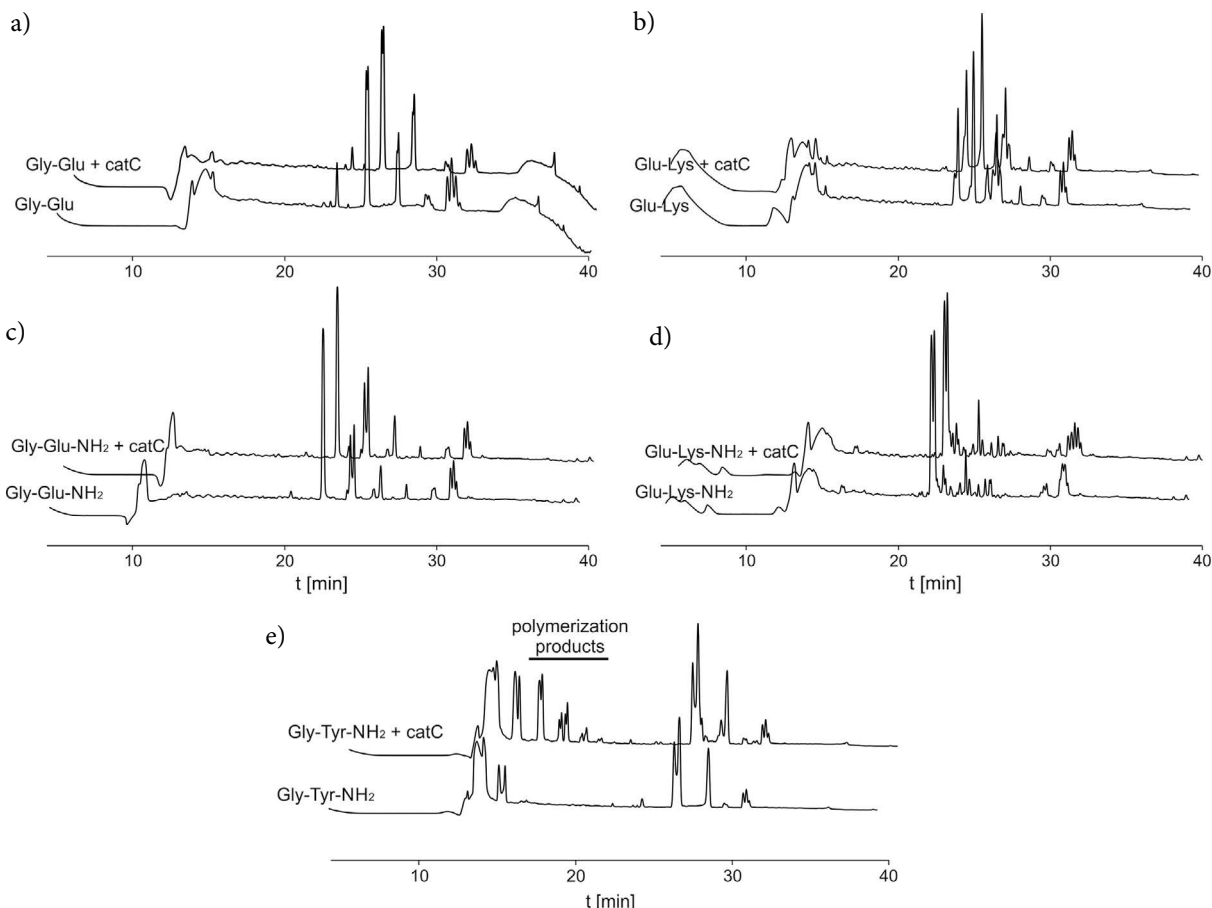 a)
Gly-Glu + catC
Gly-Glu
10 20 30 40
b)
Glu-Lys + catC
Glu-Lys
10 20 30 40
c)
Gly-Glu-NH₂ + catC
Gly-Glu-NH₂
10 20 30 40
t [min]
d)
Glu-Lys-NH₂ + catC
Glu-Lys-NH₂
10 20 30 40
t [min]
e)
polymerization
products
Gly-Tyr-NH₂ + catC
Gly-Tyr-NH₂
10 20 30 40
t [min]